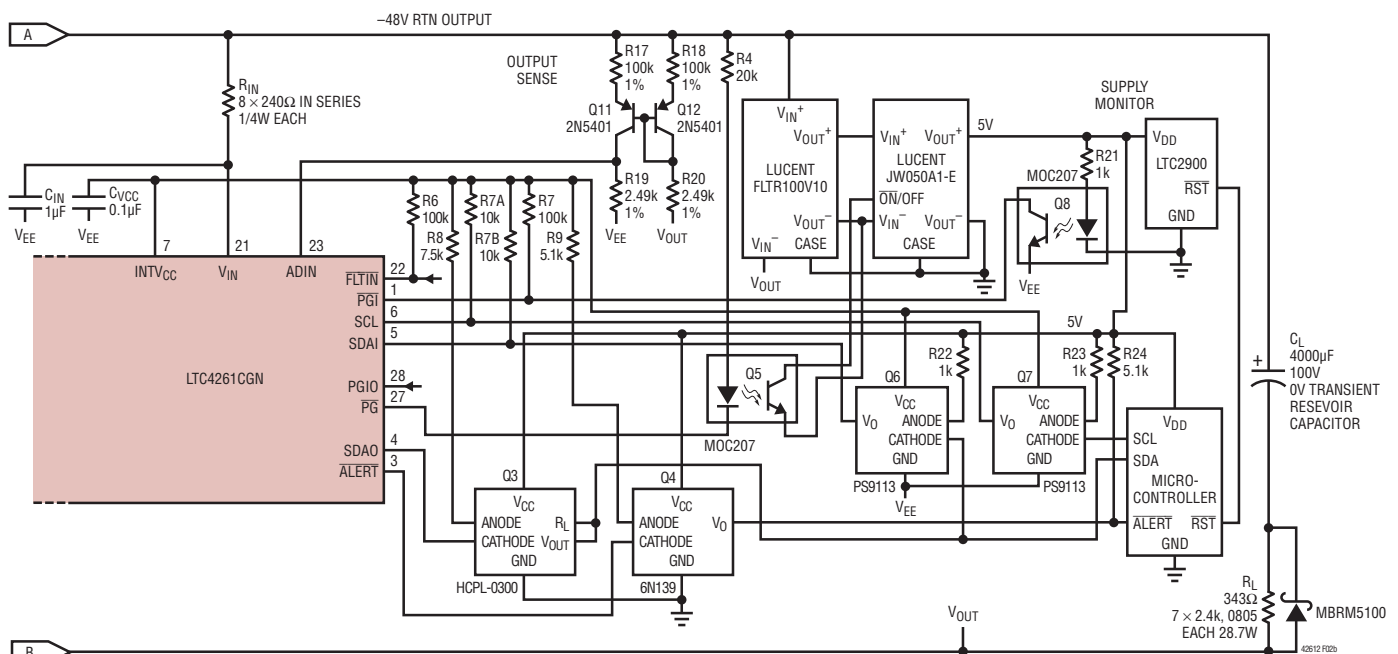 A
–48V RTN OUTPUT
RIN
8 × 240Ω IN SERIES
1/4W EACH
OUTPUT
SENSE
R17
100k
1%
R18
100k
1%
R4
20k
Q11
2N5401
Q12
2N5401
R19
2.49k
1%
R20
2.49k
1%
VEE
VOUT
CIN
1µF
CVCC
0.1µF
VEE
VEE
R6
100k
R8
7.5k
R7A
10k
R7B
10k
R7
100k
R9
5.1k
VIN+
VOUT+
LUCENT
FLTR100V10
VOUT–
VIN–
CASE
VOUT
VIN+
VOUT+
LUCENT
JW050A1-E
ON/OFF
VIN–
VOUT–
CASE
5V
SUPPLY
MONITOR
R21
1k
MOC207
Q8
VEE
VDD
LTC2900
RST
GND
7
21
23
INTVCC
VIN
ADIN
22
FLTIN
1
PGI
6
SCL
5
SDAI
LTC4261CGN
28
PGIO
27
PG
4
SDAO
3
ALERT
Q5
MOC207
5V
R22
1k
R23
1k
R24
5.1k
Q6
VCC
VO
ANODE
CATHODE
GND
PS9113
VEE
Q7
VCC
VO
ANODE
CATHODE
GND
PS9113
VDD
SCL
SDA
MICRO-
CONTROLLER
ALERT
RST
GND
Q3
VCC
ANODE
RL
CATHODE
VOUT
GND
HCPL-0300
Q4
VCC
ANODE
VO
CATHODE
GND
6N139
+
CL
4000µF
100V
0V TRANSIENT
RESEVOIR
CAPACITOR
RL
343Ω
7 × 2.4k, 0805
EACH 28.7W
MBRM5100
VOUT
B
42612 F02b